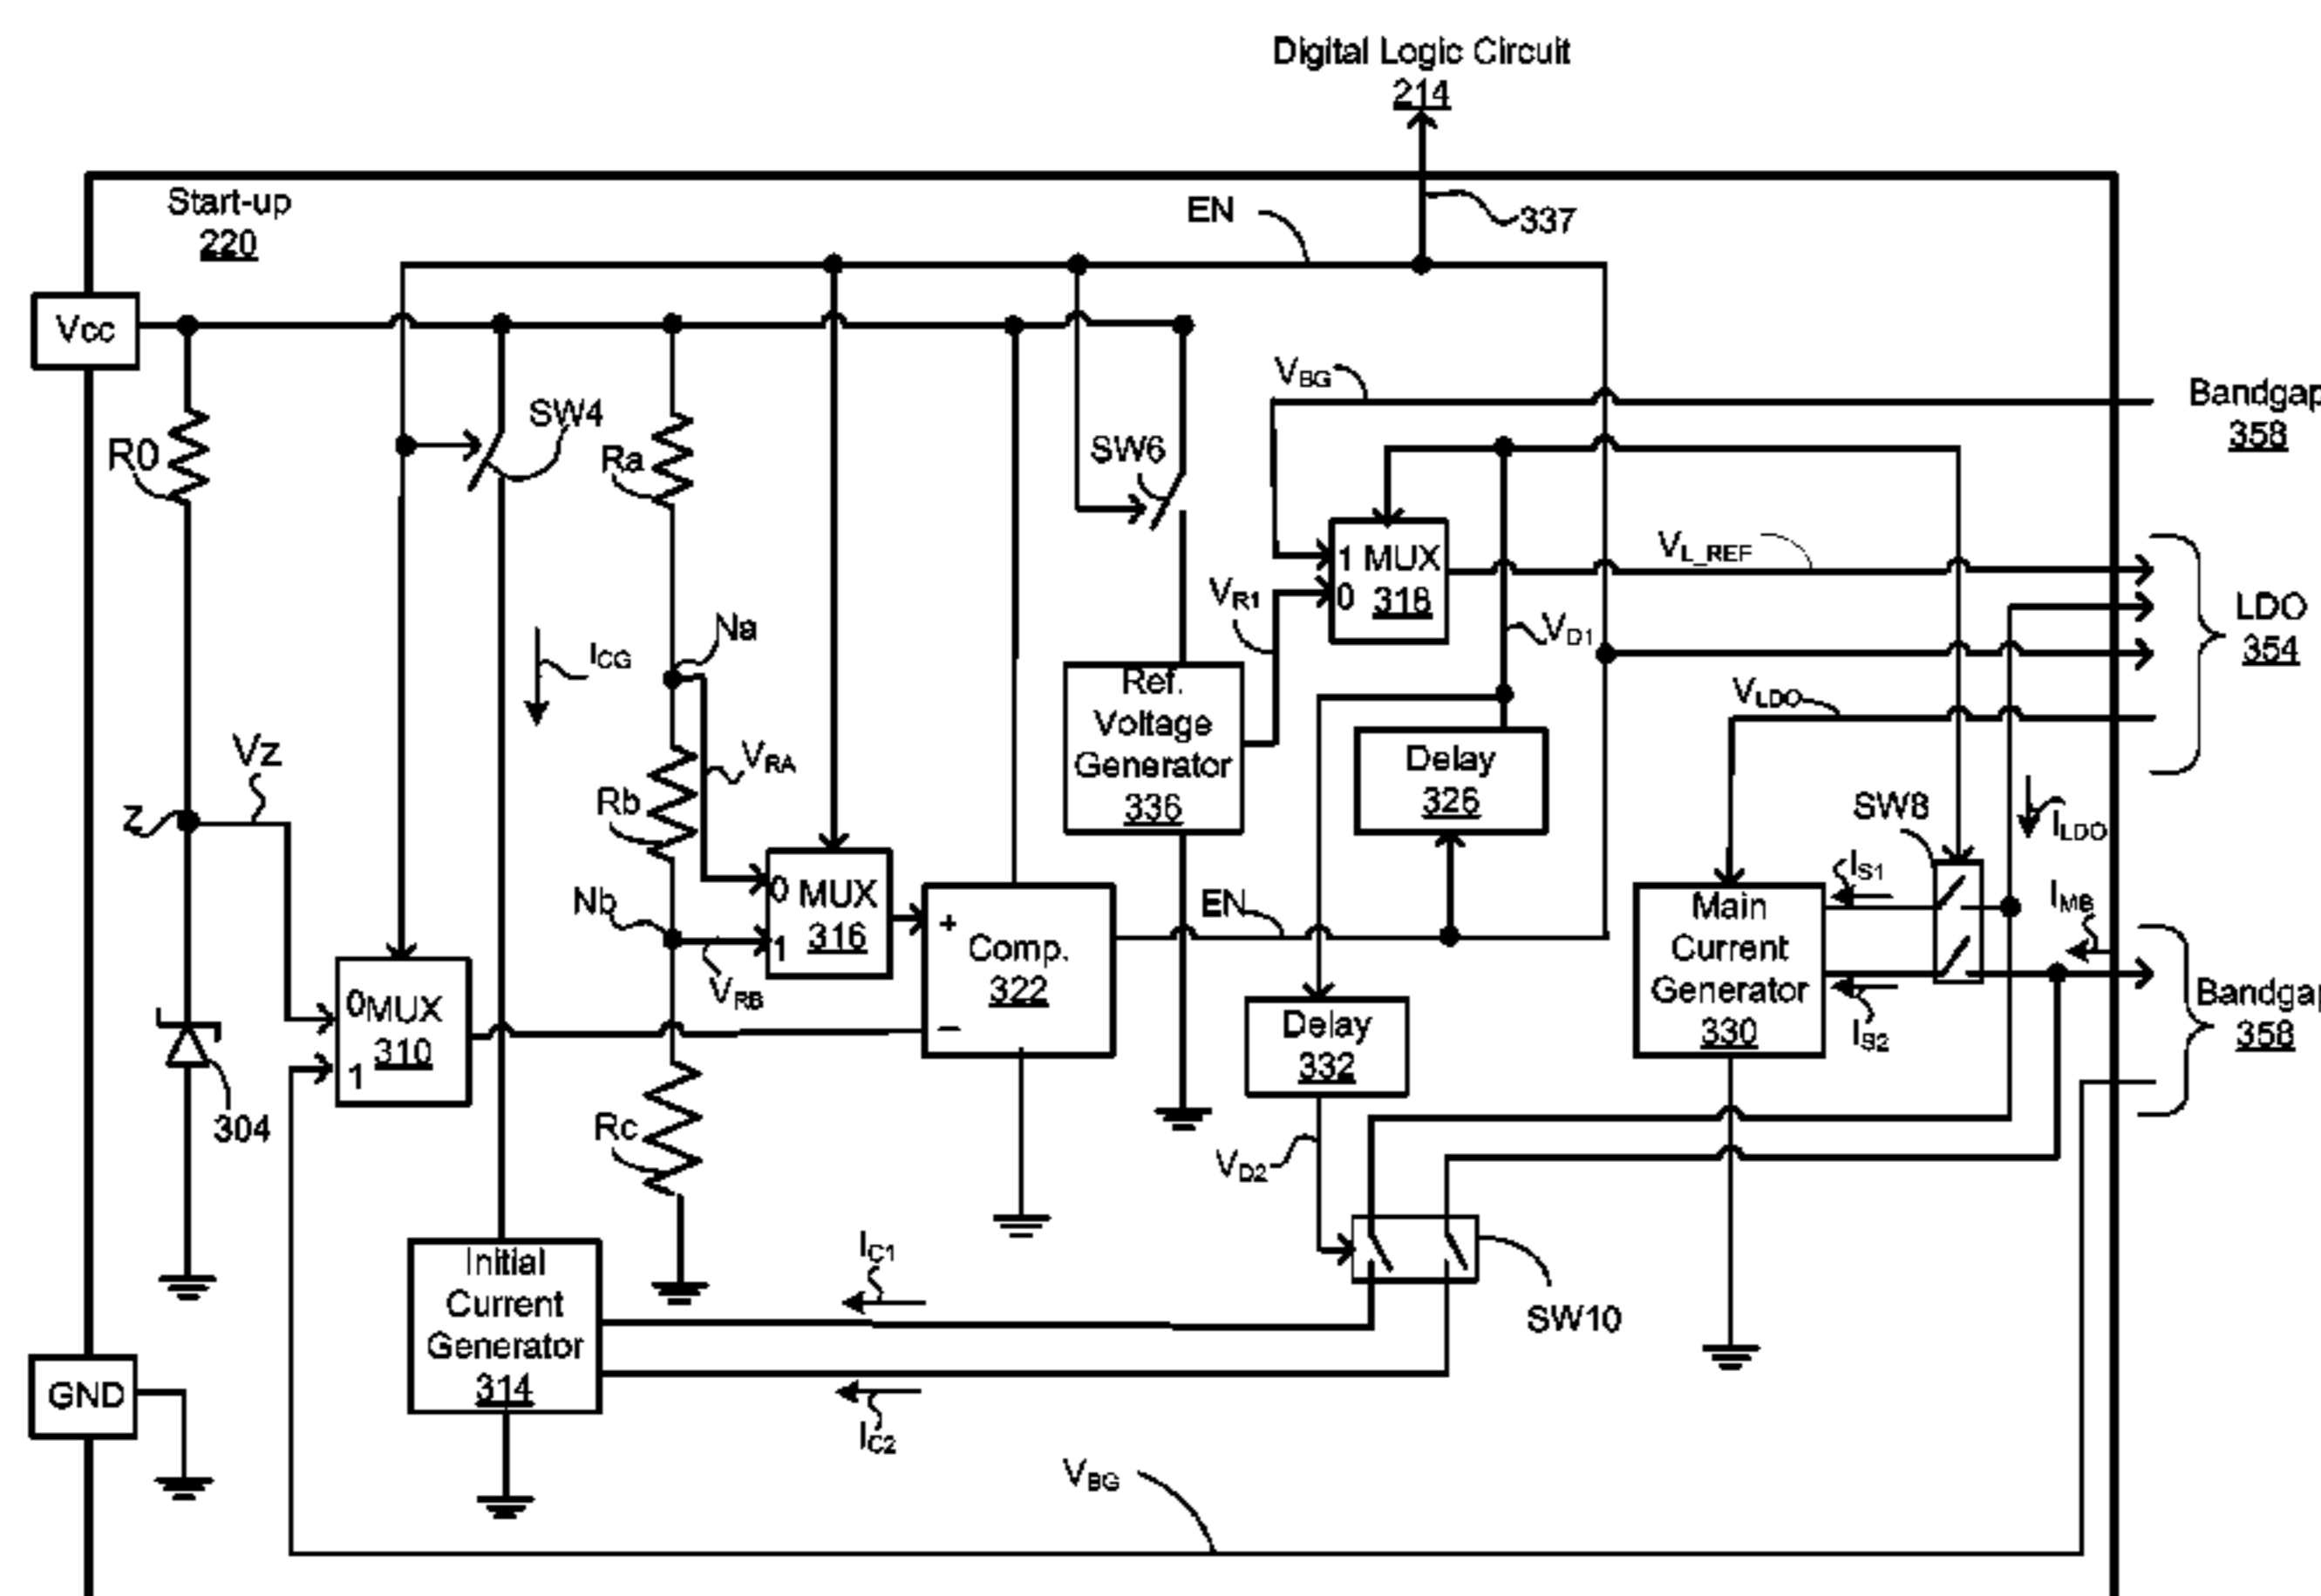 Digital Logic Circuit
214
Start-up
220
EN
337
Vcc
VBG
Bandgap
358
SW4
R0
Ra
SW6
1 MUX
0 318
VL_REF
VR1
LDO
354
Na
ICG
VD1
Ref.
Voltage
Generator
336
VLDO
Vz
VRA
Delay
326
Z
Rb
SW8
ILDO
0 MUX
316
1
Nb
VRB
EN
+
Comp.
322
−
IS1
IMB
Main
Current
Generator
330
IS2
Bandgap
358
0 MUX
310
1
Delay
332
304
Rc
VD2
IC1
Initial
Current
Generator
314
SW10
GND
IC2
VBG